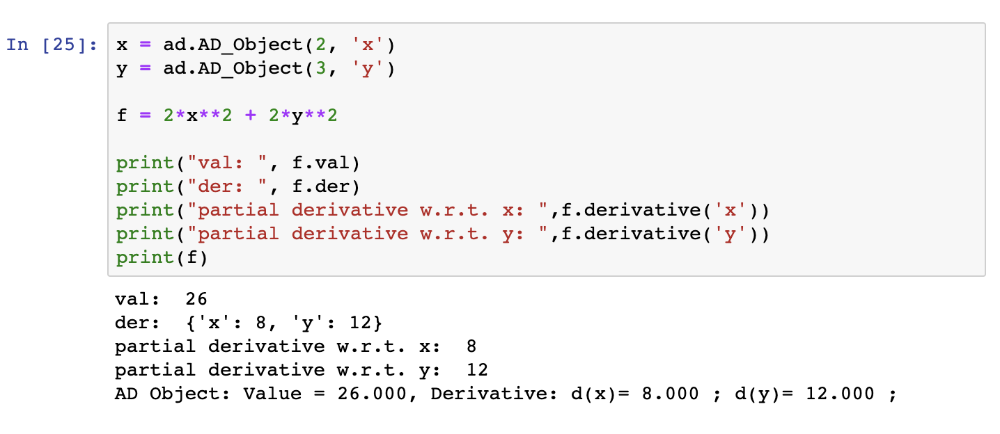 In [25]: x = ad.AD_Object(2, 'x')
y = ad.AD_Object(3, 'y')
f = 2*x**2 + 2*y**2
print("val: ", f.val)
print("der: ", f.der)
print("partial derivative w.r.t. x: ",f.derivative('x'))
print("partial derivative w.r.t. y: ",f.derivative('y'))
print(f)
val:  26
der:  {'x': 8, 'y': 12}
partial derivative w.r.t. x:  8
partial derivative w.r.t. y:  12
AD Object: Value = 26.000, Derivative: d(x)= 8.000 ; d(y)= 12.000 ;